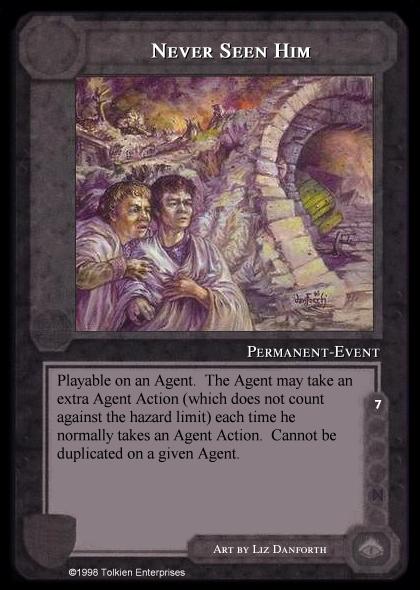 Never Seen Him
Danforth
Permanent-Event
Playable on an Agent. The Agent may take an
extra Agent Action (which does not count
against the hazard limit) each time he
normally takes an Agent Action. Cannot be
duplicated on a given Agent.
7
N
Art by Liz Danforth
©1998 Tolkien Enterprises